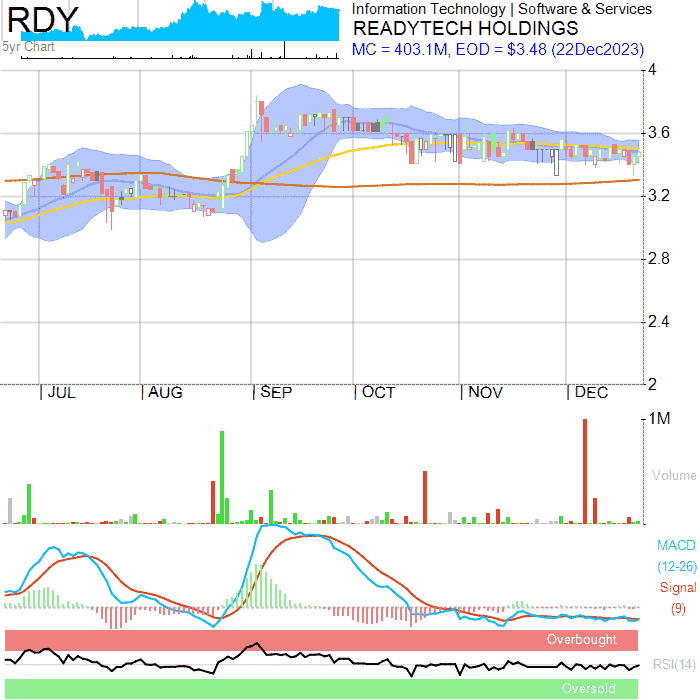 RDY
5yr Chart
Information Technology | Software & Services
READYTECH HOLDINGS
MC = 403.1M, EOD = $3.48 (22Dec2023)
4
3.6
3.2
2.8
2.4
2
| JUL | AUG | SEP | OCT | NOV | DEC
1M
Volume
MACD
(12-26)
Signal
(9)
Overbought
RSI(14)
Oversold